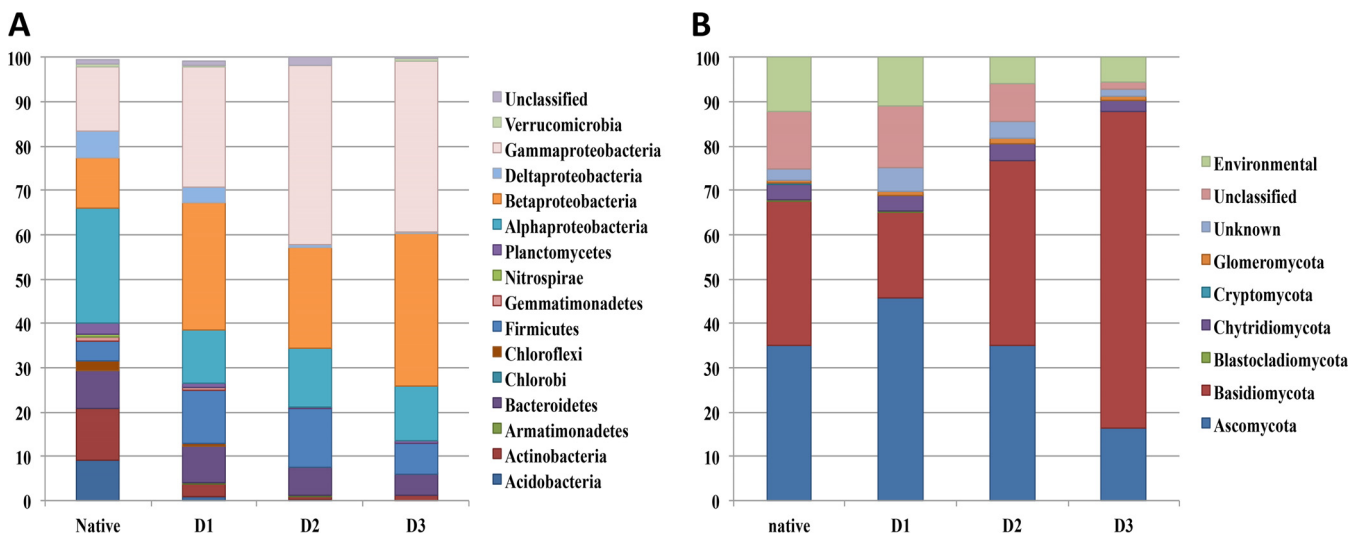 A
100
90
80
70
60
50
40
30
20
10
0
Native D1 D2 D3
Unclassified
Verrucomicrobia
Gammaproteobacteria
Deltaproteobacteria
Betaproteobacteria
Alphaproteobacteria
Planctomycetes
Nitrospirae
Gemmatimonadetes
Firmicutes
Chloroflexi
Chlorobi
Bacteroidetes
Armatimonadetes
Actinobacteria
Acidobacteria
B
100
90
80
70
60
50
40
30
20
10
0
native D1 D2 D3
Environmental
Unclassified
Unknown
Glomeromycota
Cryptomycota
Chytridiomycota
Blastocladiomycota
Basidiomycota
Ascomycota